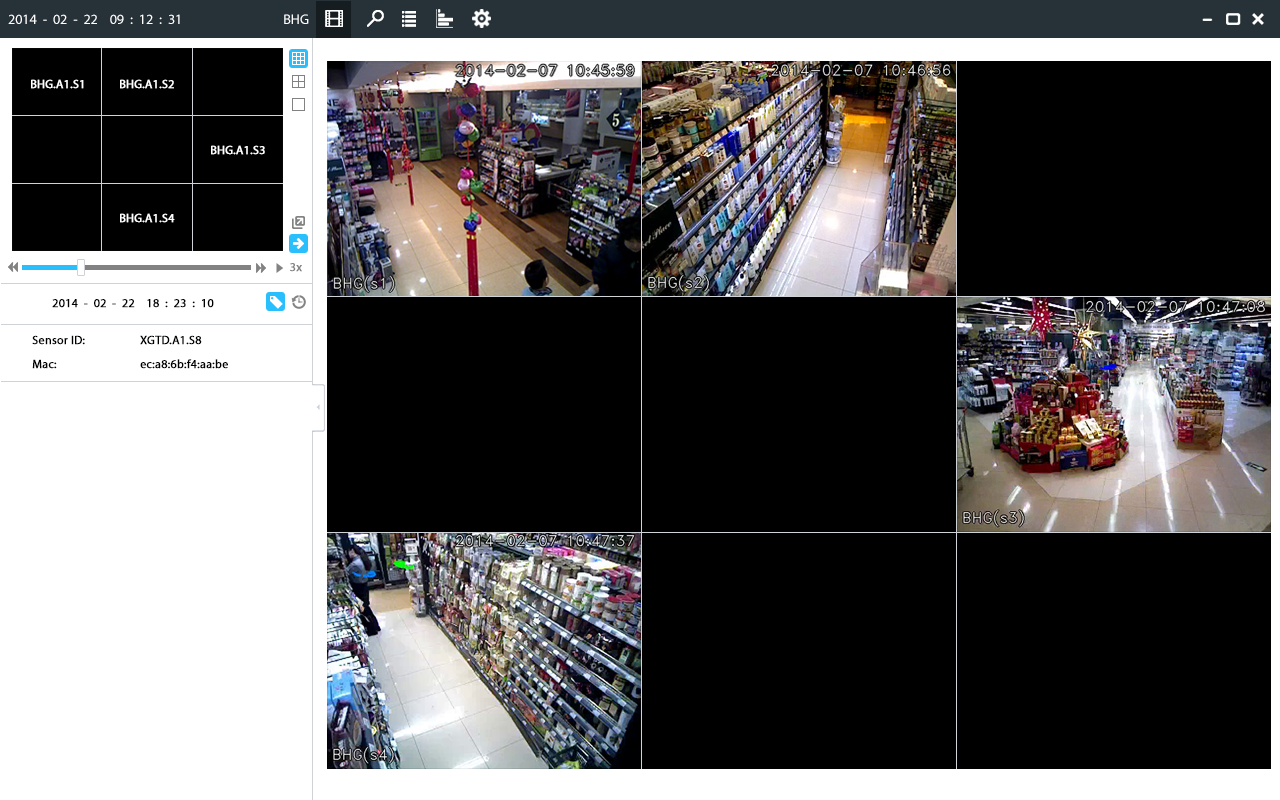 2014 - 02 - 22 09 : 12 : 31
BHG
BHG.A1.S1
BHG.A1.S2
BHG.A1.S3
BHG.A1.S4
3x
2014 - 02 - 22 18 : 23 : 10
Sensor ID: XGTD.A1.S8
Mac: ec:a8:6b:f4:aa:be
2014-02-07 10:45:59
5
BHG(s1)
2014-02-07 10:46:56
BHG(s2)
2014-02-07 10:47:08
BHG(s3)
2014-02-07 10:47:37
BHG(s4)